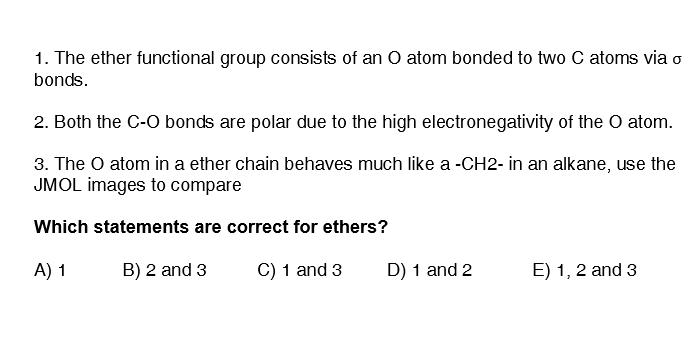 1. The ether functional group consists of an O atom bonded to two C atoms via σ
bonds.
2. Both the C-O bonds are polar due to the high electronegativity of the O atom.
3. The O atom in a ether chain behaves much like a -CH2- in an alkane, use the
JMOL images to compare
Which statements are correct for ethers?
A) 1 B) 2 and 3 C) 1 and 3 D) 1 and 2 E) 1, 2 and 3